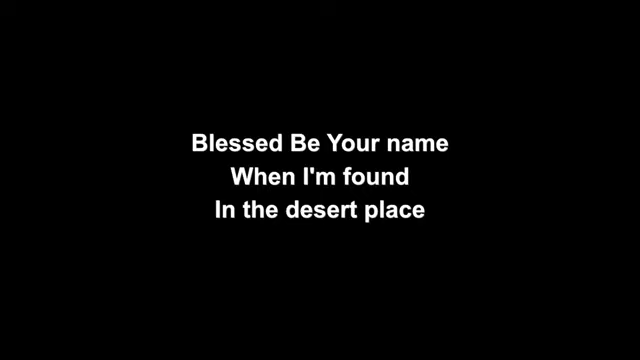 Blessed Be Your name
When I'm found
In the desert place